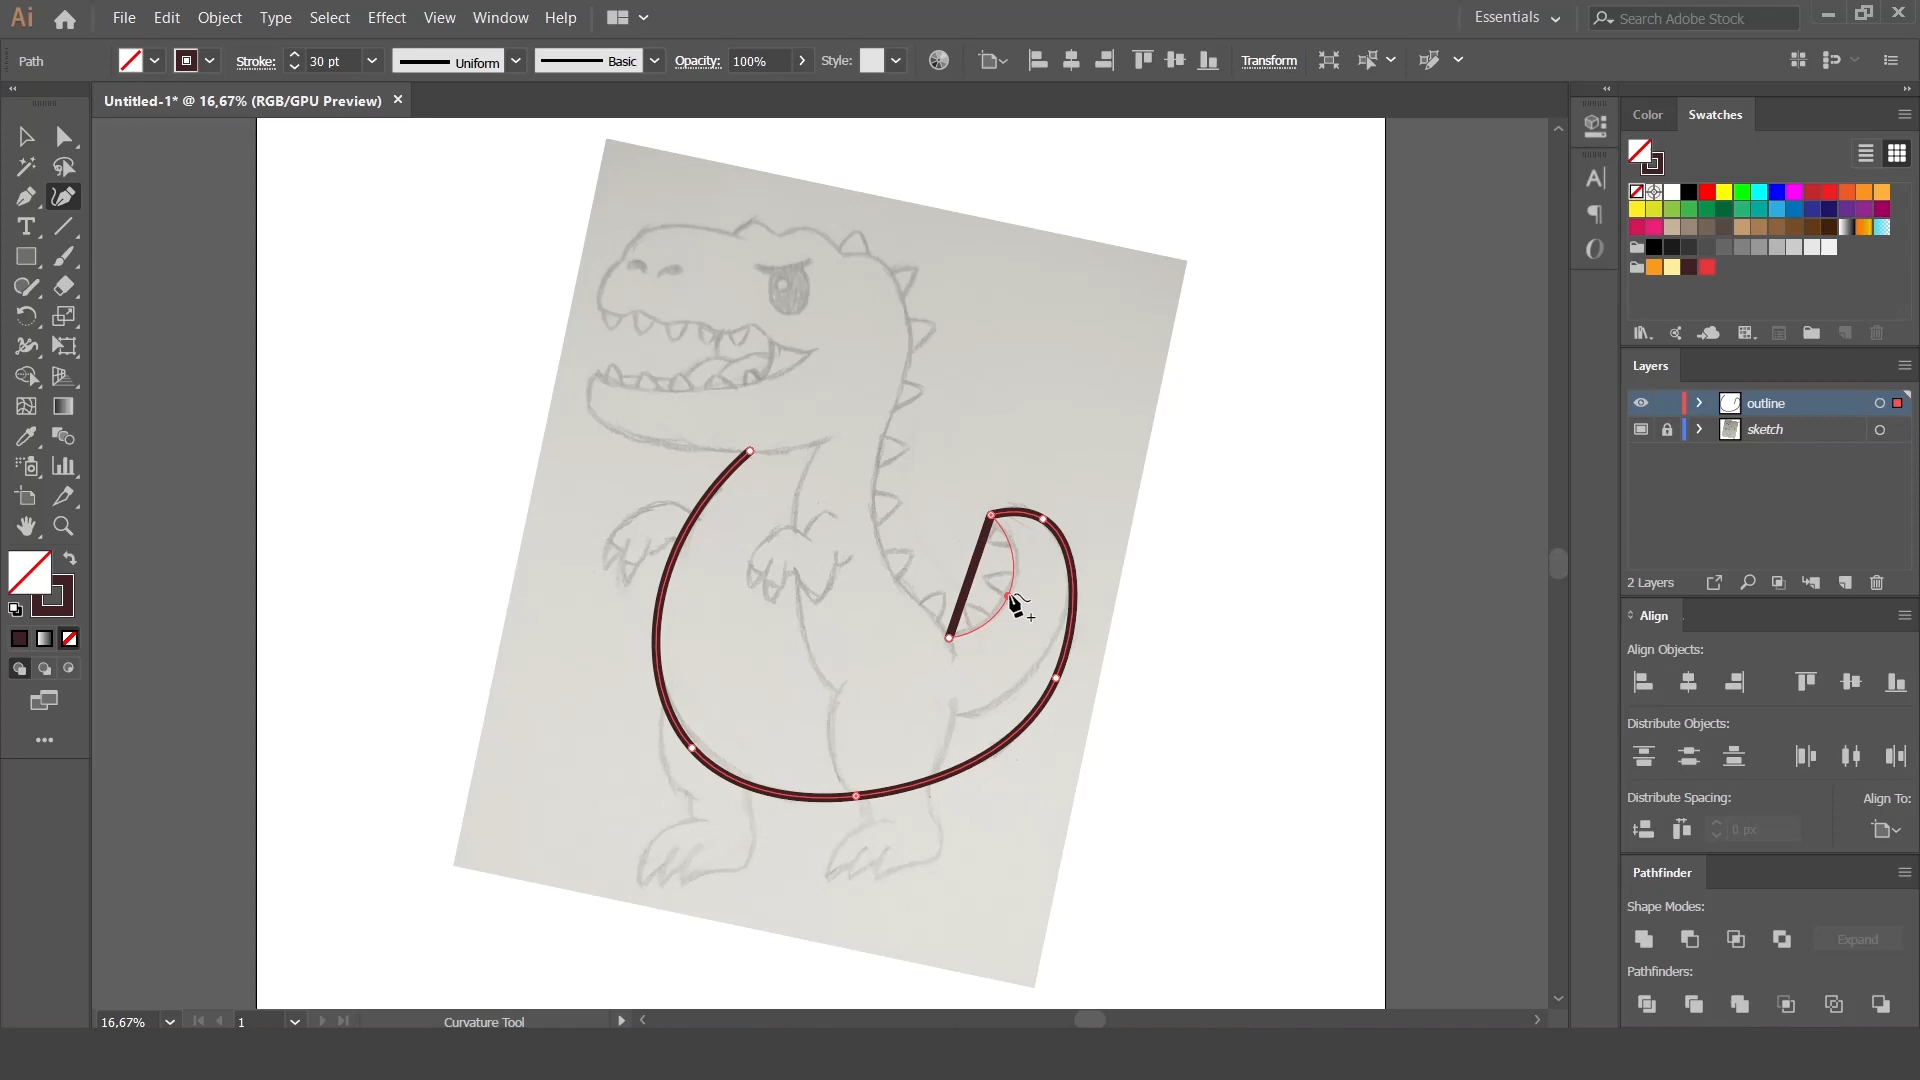 Ai File Edit Object Type Select Effect View Window Help Essentials Search Adobe Stock
Path Stroke: 30 pt Uniform Basic Opacity: 100% Style: Transform
Untitled-1* @ 16,67% (RGB/GPU Preview)
Color Swatches
Layers
outline
sketch
2 Layers
Align
Align Objects:
Distribute Objects:
Distribute Spacing: Align To:
0 px
Pathfinder
Shape Modes:
Expand
Pathfinders:
16,67% 1 Curvature Tool